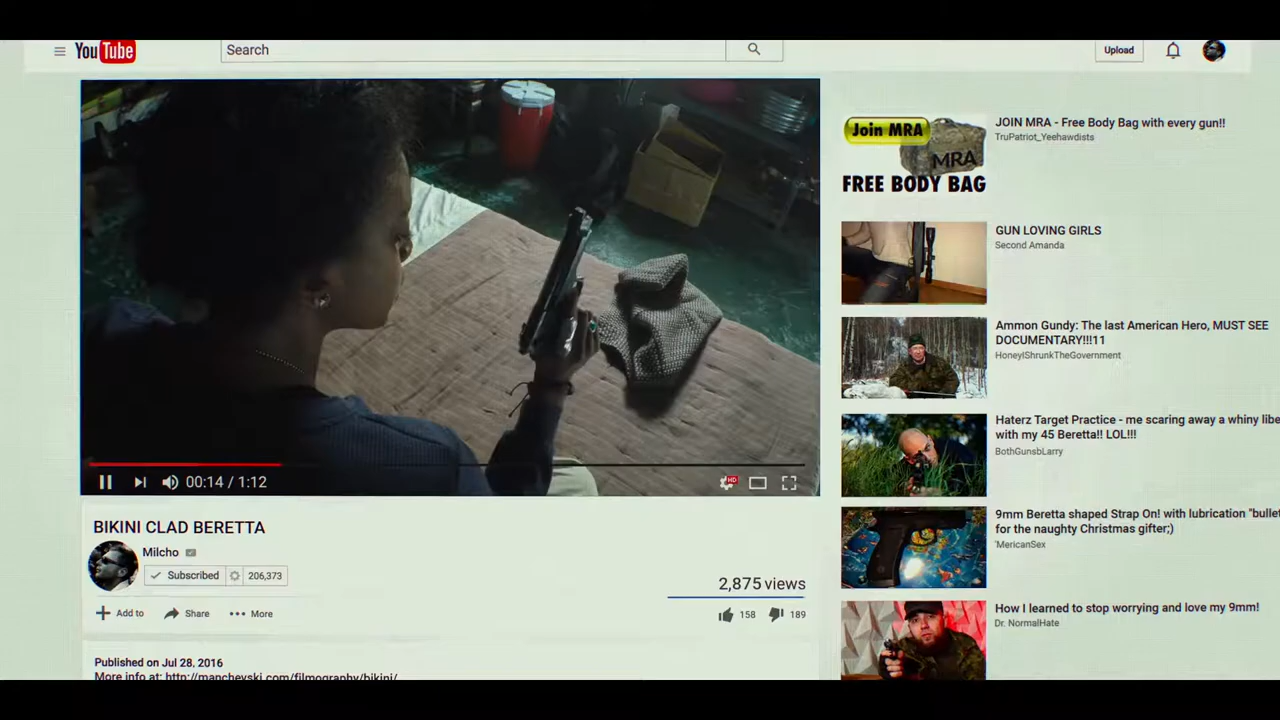 YouTube
Search
Upload
00:14 / 1:12
HD
BIKINI CLAD BERETTA
Milcho
Subscribed
206,373
2,875 views
Add to
Share
More
158
189
Published on Jul 28, 2016
More info at: http://manchevski.com/filmography/bikini/
Join MRA
MRA
FREE BODY BAG
JOIN MRA - Free Body Bag with every gun!!
TruPatriot_Yeehawdists
GUN LOVING GIRLS
Second Amanda
Ammon Gundy: The last American Hero, MUST SEE
DOCUMENTARY!!!11
HoneyIShrunkTheGovernment
Haterz Target Practice - me scaring away a whiny libe
with my 45 Beretta!! LOL!!!
BothGunsbLarry
9mm Beretta shaped Strap On! with lubrication "bullet
for the naughty Christmas gifter;)
'MericanSex
How I learned to stop worrying and love my 9mm!
Dr. NormalHate